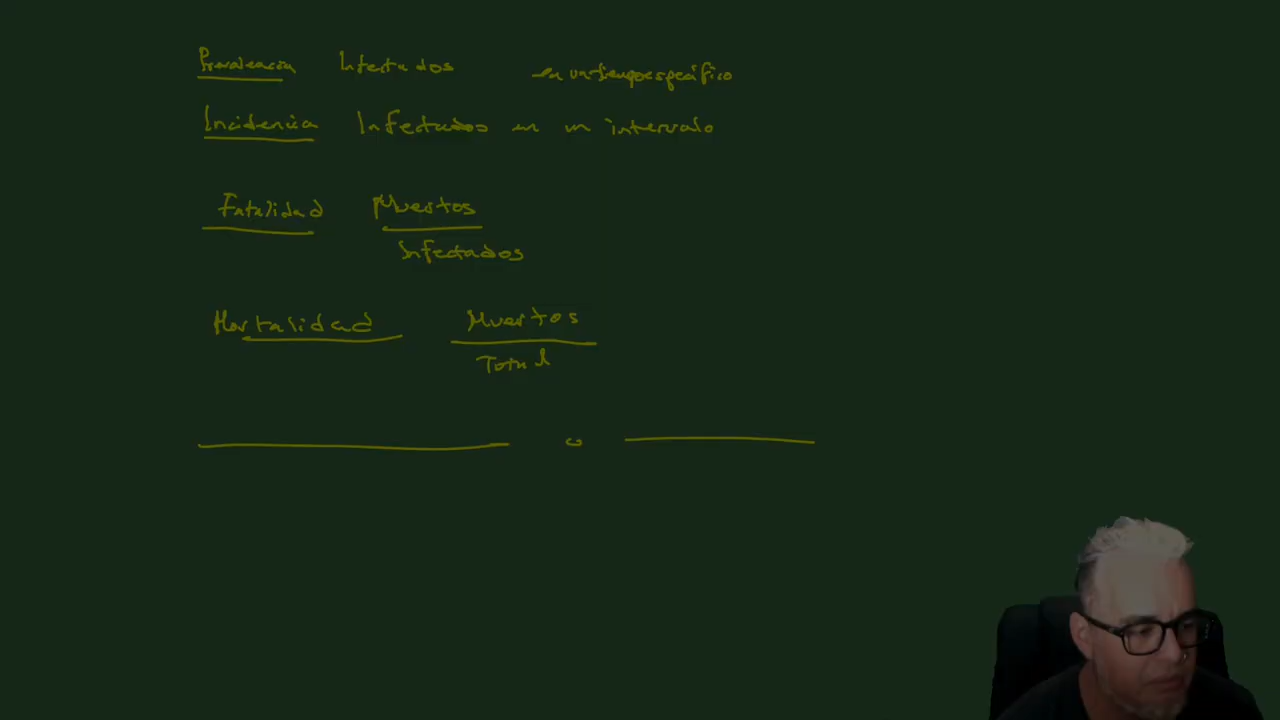 Prevalencia Infectados en un tiempo específico
Incidencia Infectados en un intervalo
Fatalidad Muertos
Infectados
Mortalidad Muertos
Total